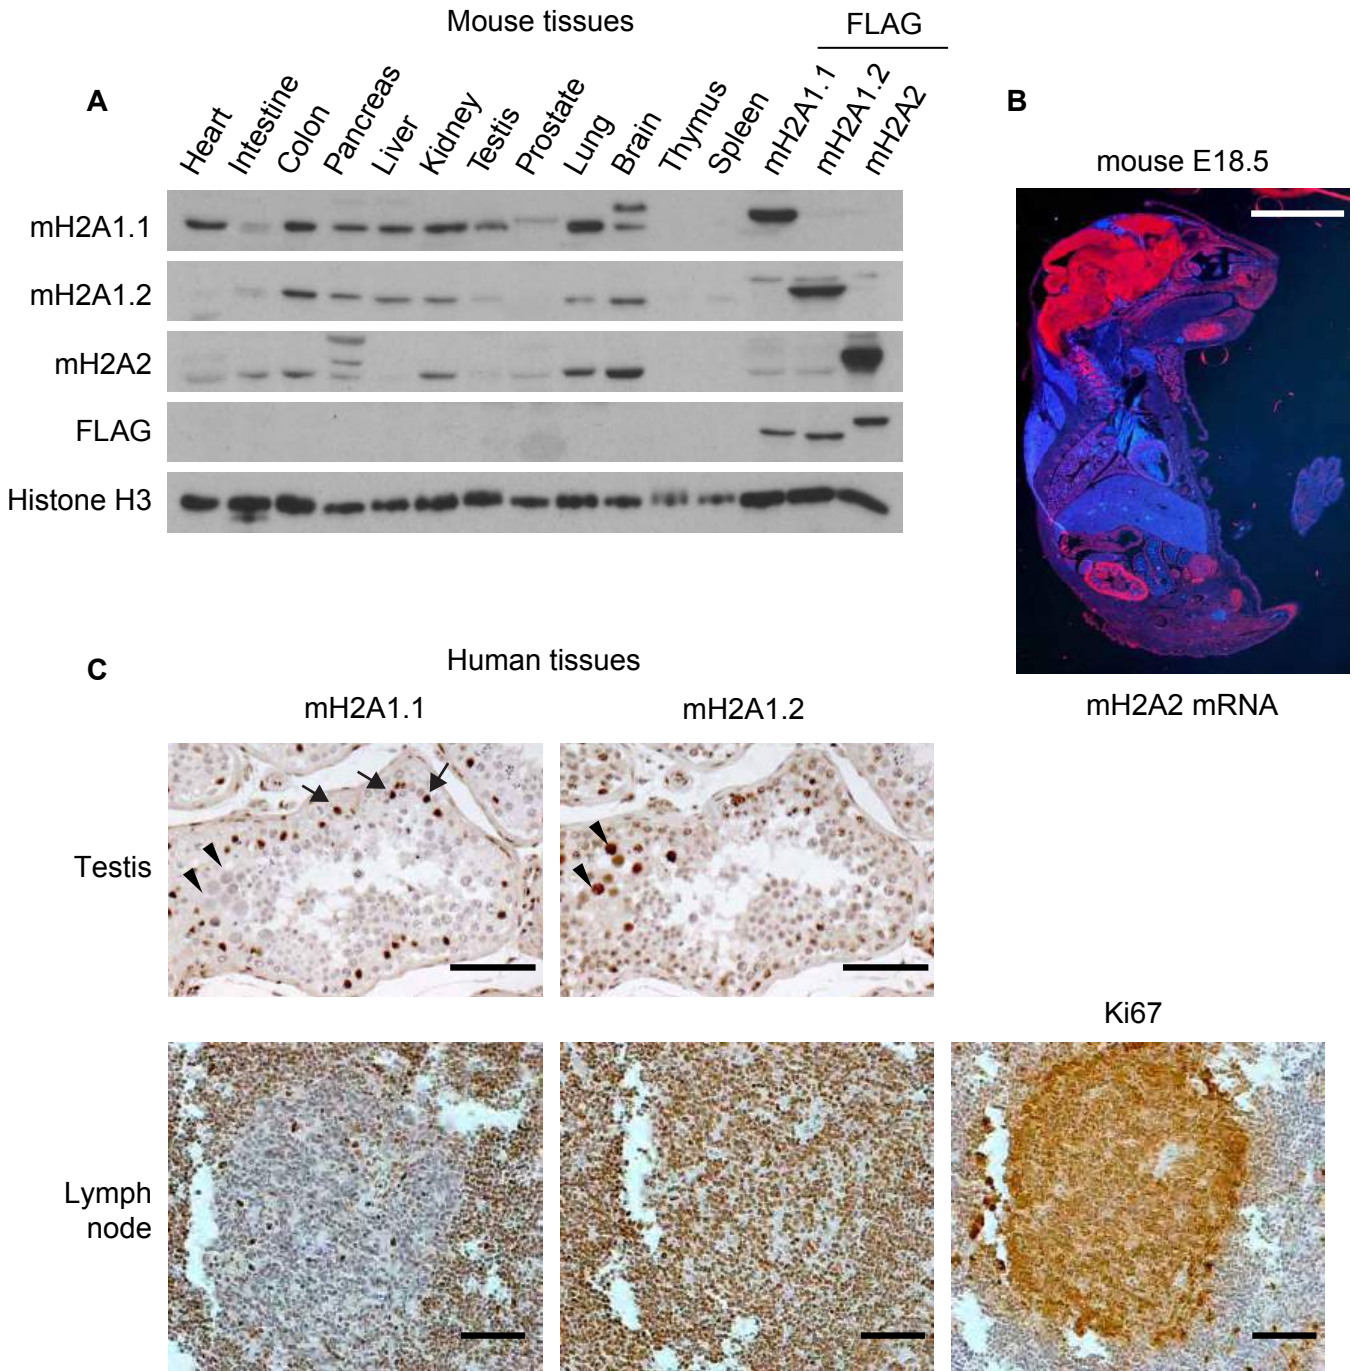 Mouse tissues
FLAG
A
B
Heart
Intestine
Colon
Pancreas
Liver
Kidney
Testis
Prostate
Lung
Brain
Thymus
Spleen
mH2A1.1
mH2A1.2
mH2A2
mouse E18.5
mH2A1.1
mH2A1.2
mH2A2
FLAG
Histone H3
mH2A2 mRNA
C
Human tissues
mH2A1.1
mH2A1.2
Testis
Ki67
Lymph
node